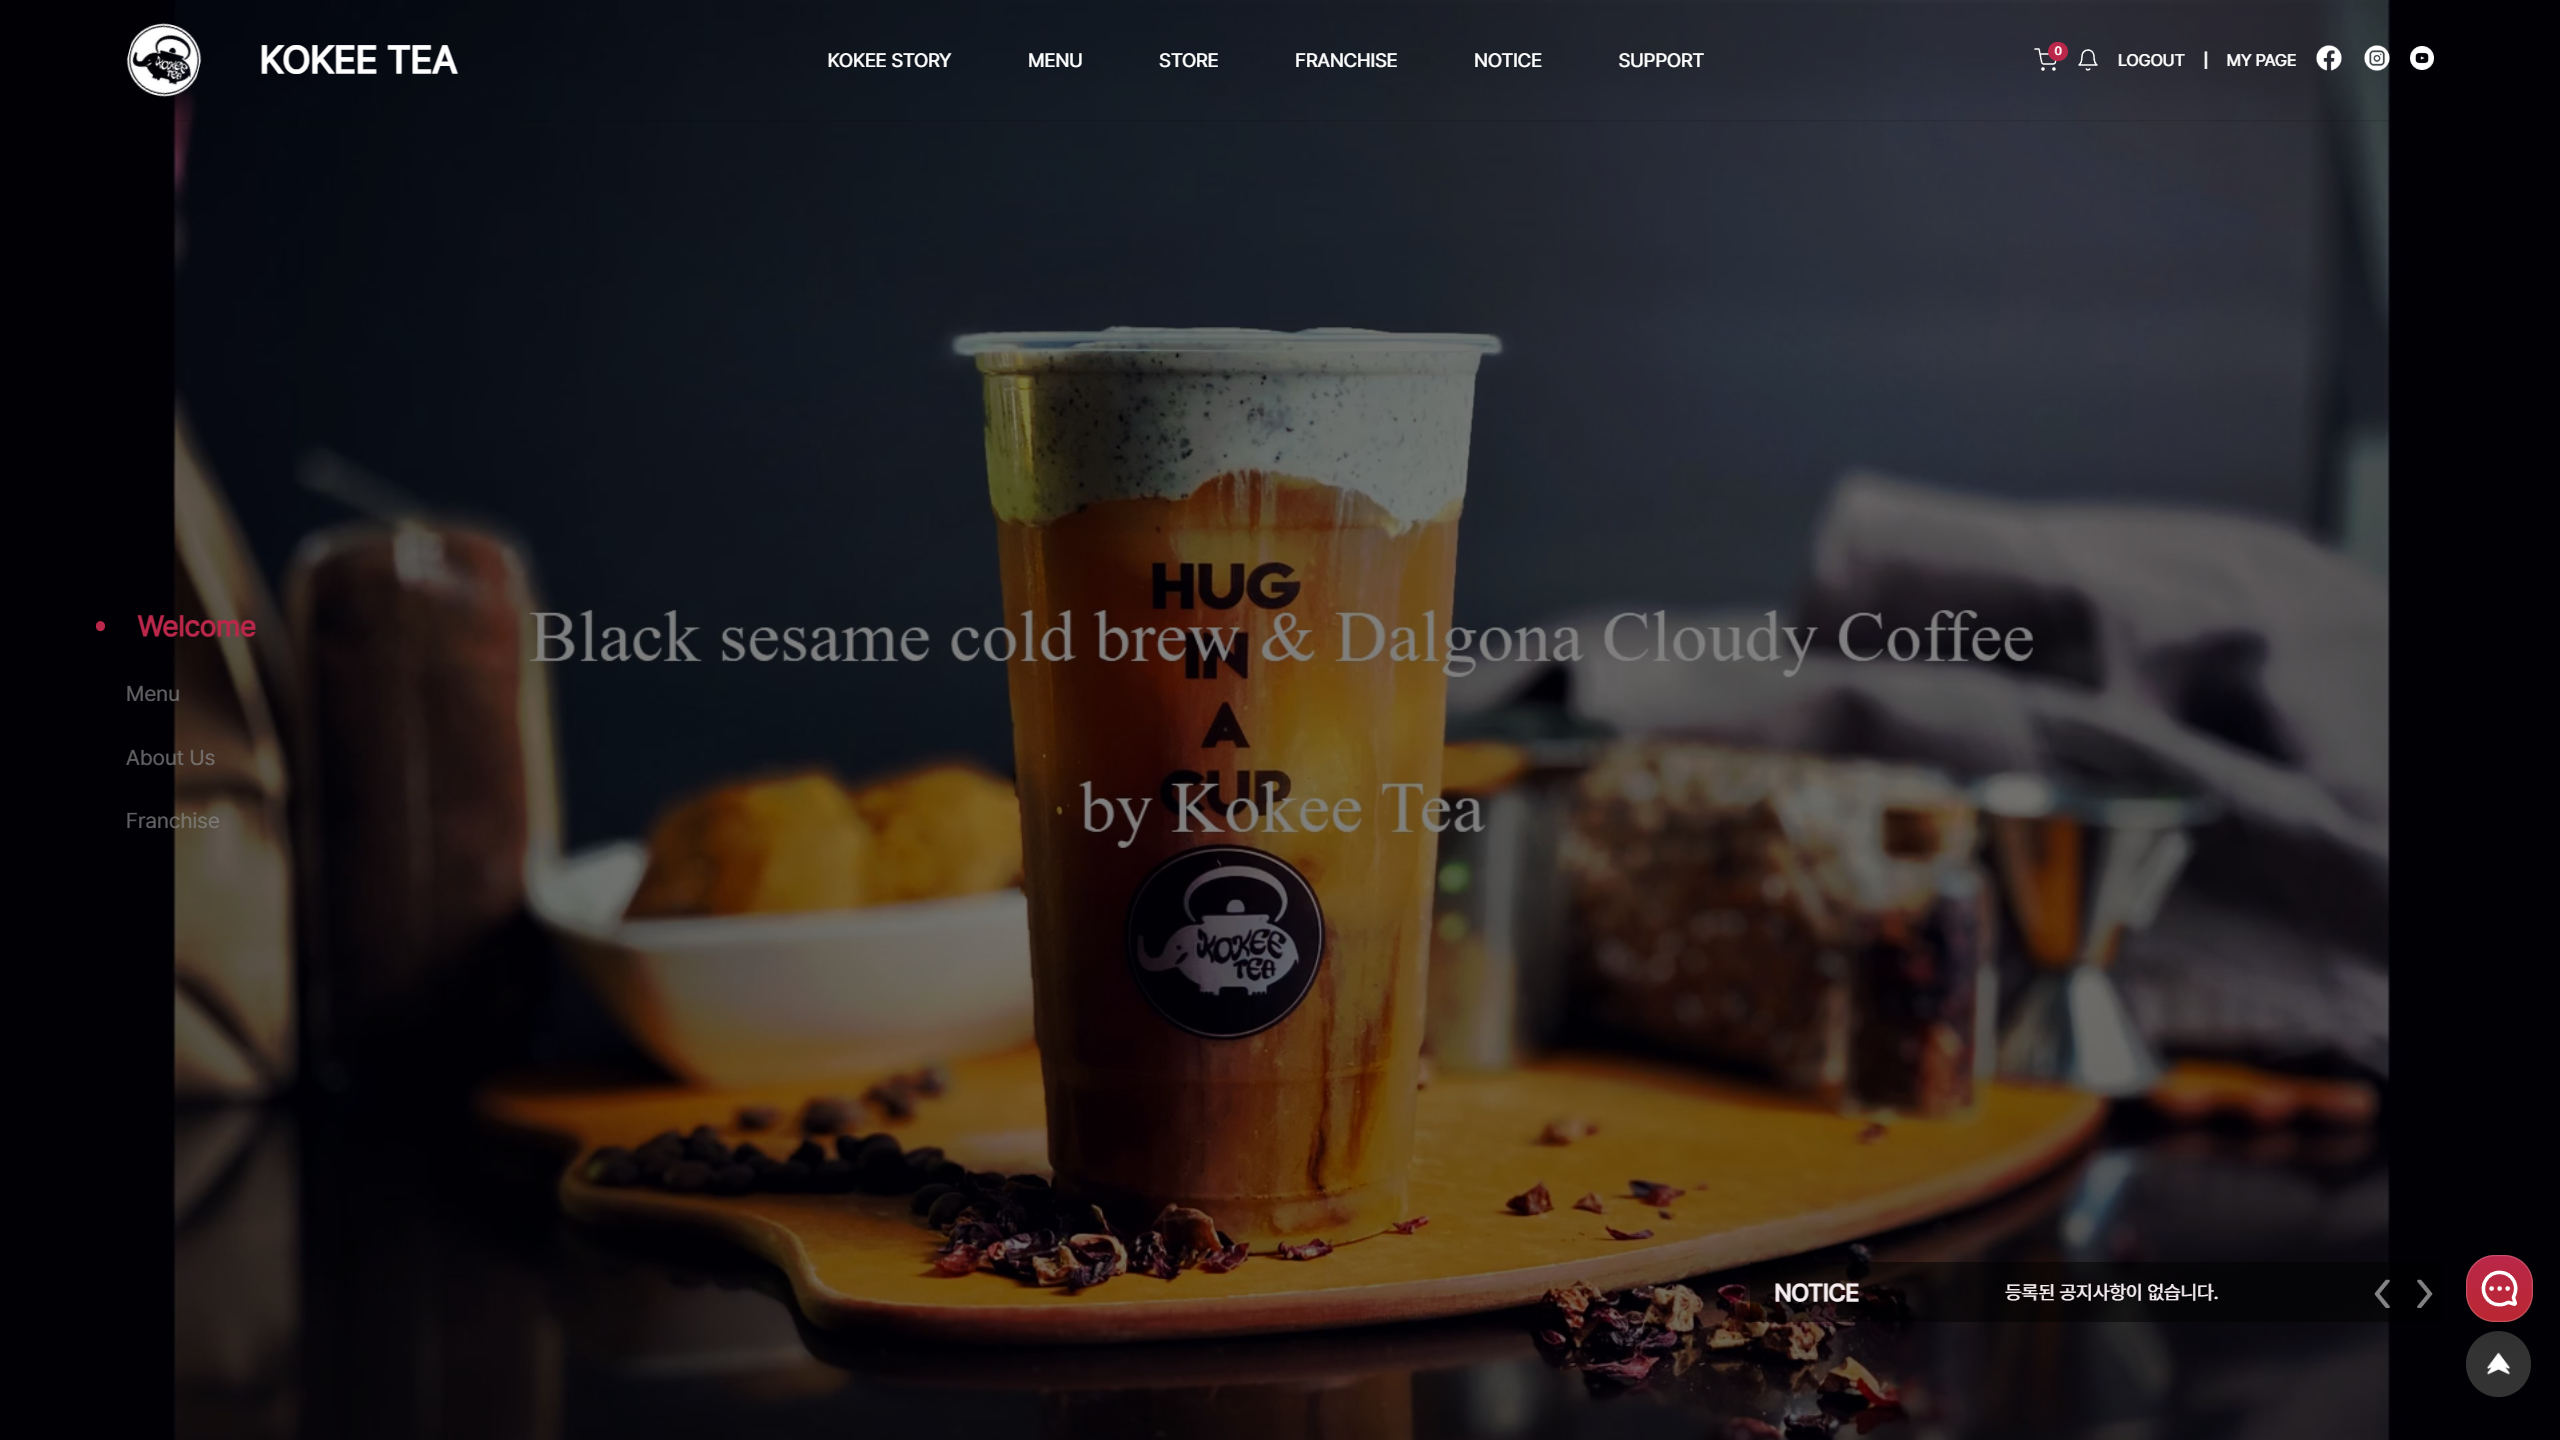 KOKEE TEA
KOKEE TEA
KOKEE STORY
MENU
STORE
FRANCHISE
NOTICE
SUPPORT
0
LOGOUT | MY PAGE
HUG
IN
A
CUP
Black sesame cold brew & Dalgona Cloudy Coffee
by Kokee Tea
Welcome
Menu
About Us
Franchise
KOKEE
TEA
NOTICE
등록된 공지사항이 없습니다.